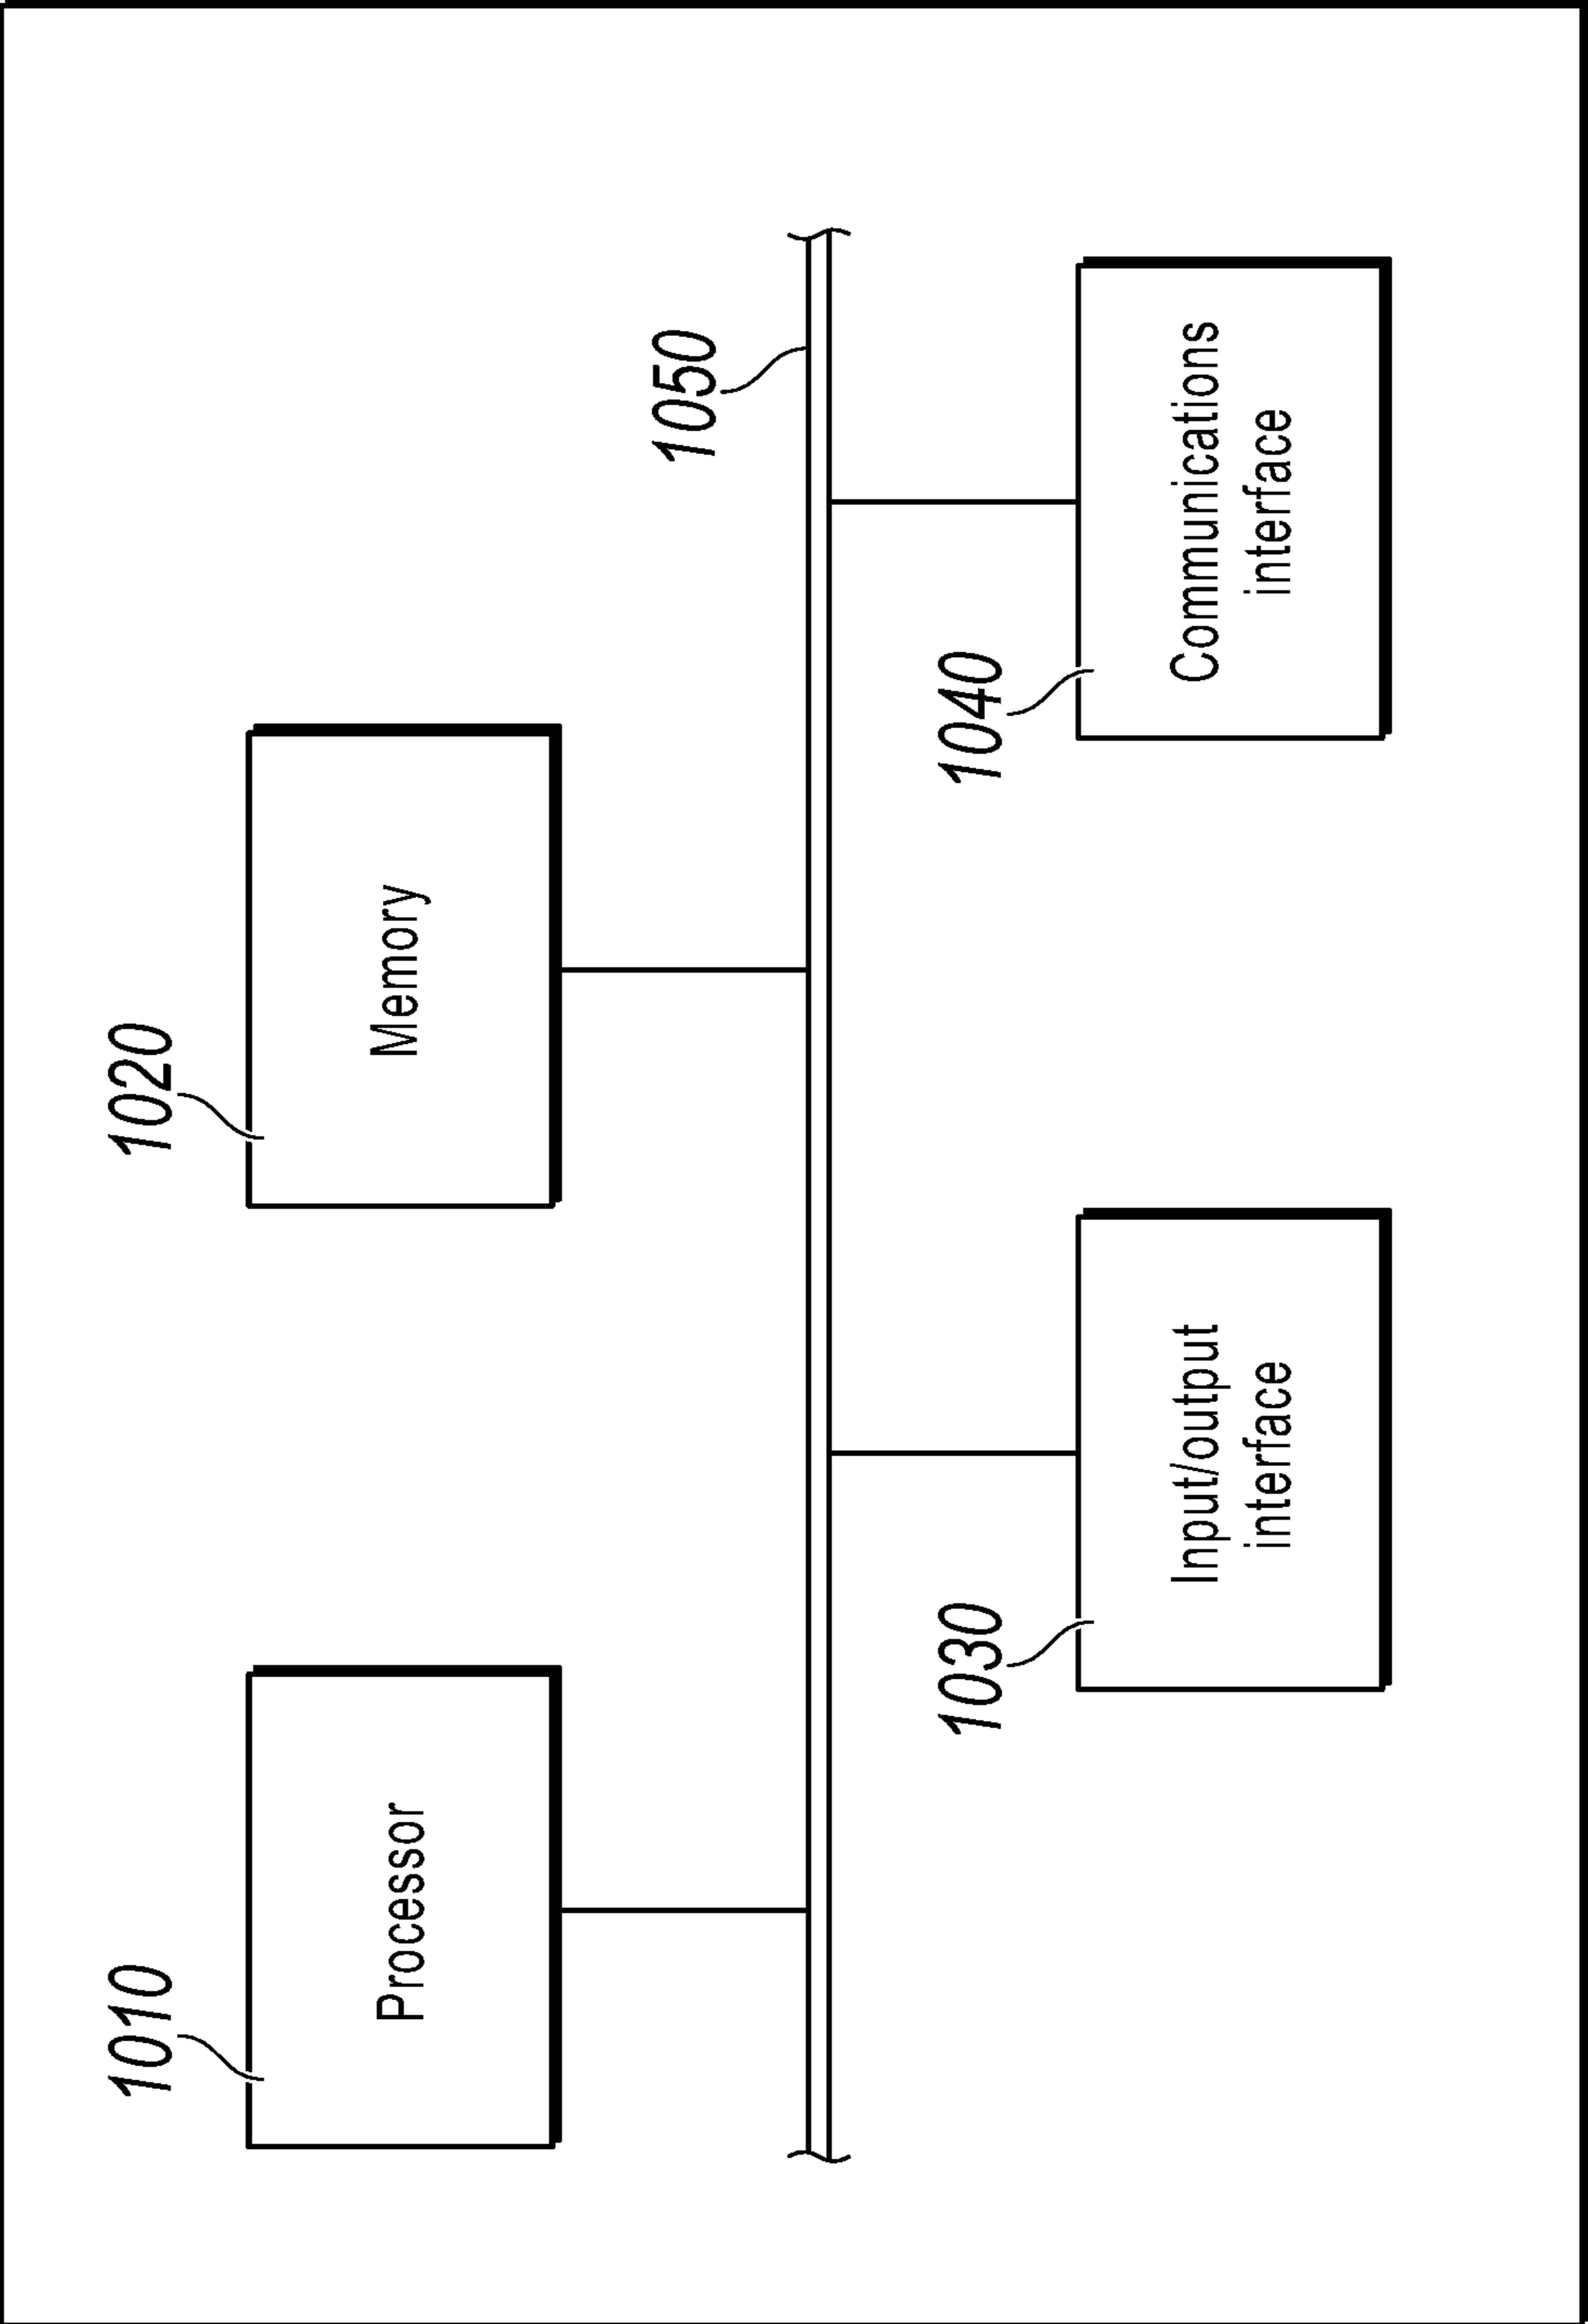 1010
Processor
1020
Memory
1050
1030
Input/output
interface
1040
Communications
interface